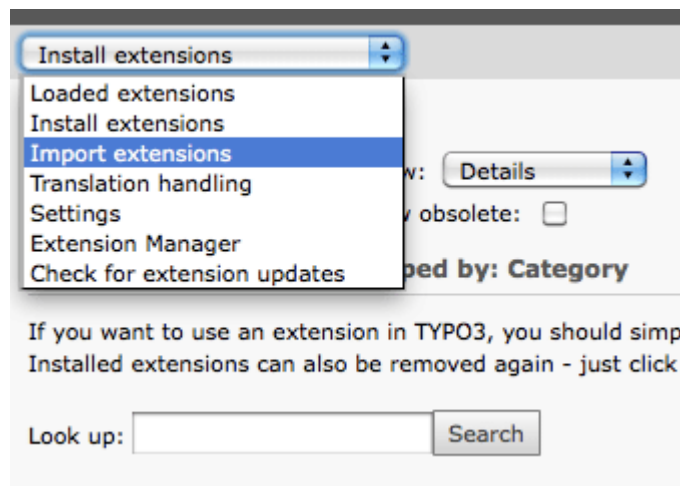 Install extensions
Loaded extensions
Install extensions
Import extensions
Translation handling
Settings
Extension Manager
Check for extension updates
w: Details
obsolete:
ped by: Category
If you want to use an extension in TYPO3, you should simp
Installed extensions can also be removed again - just click
Look up:
Search